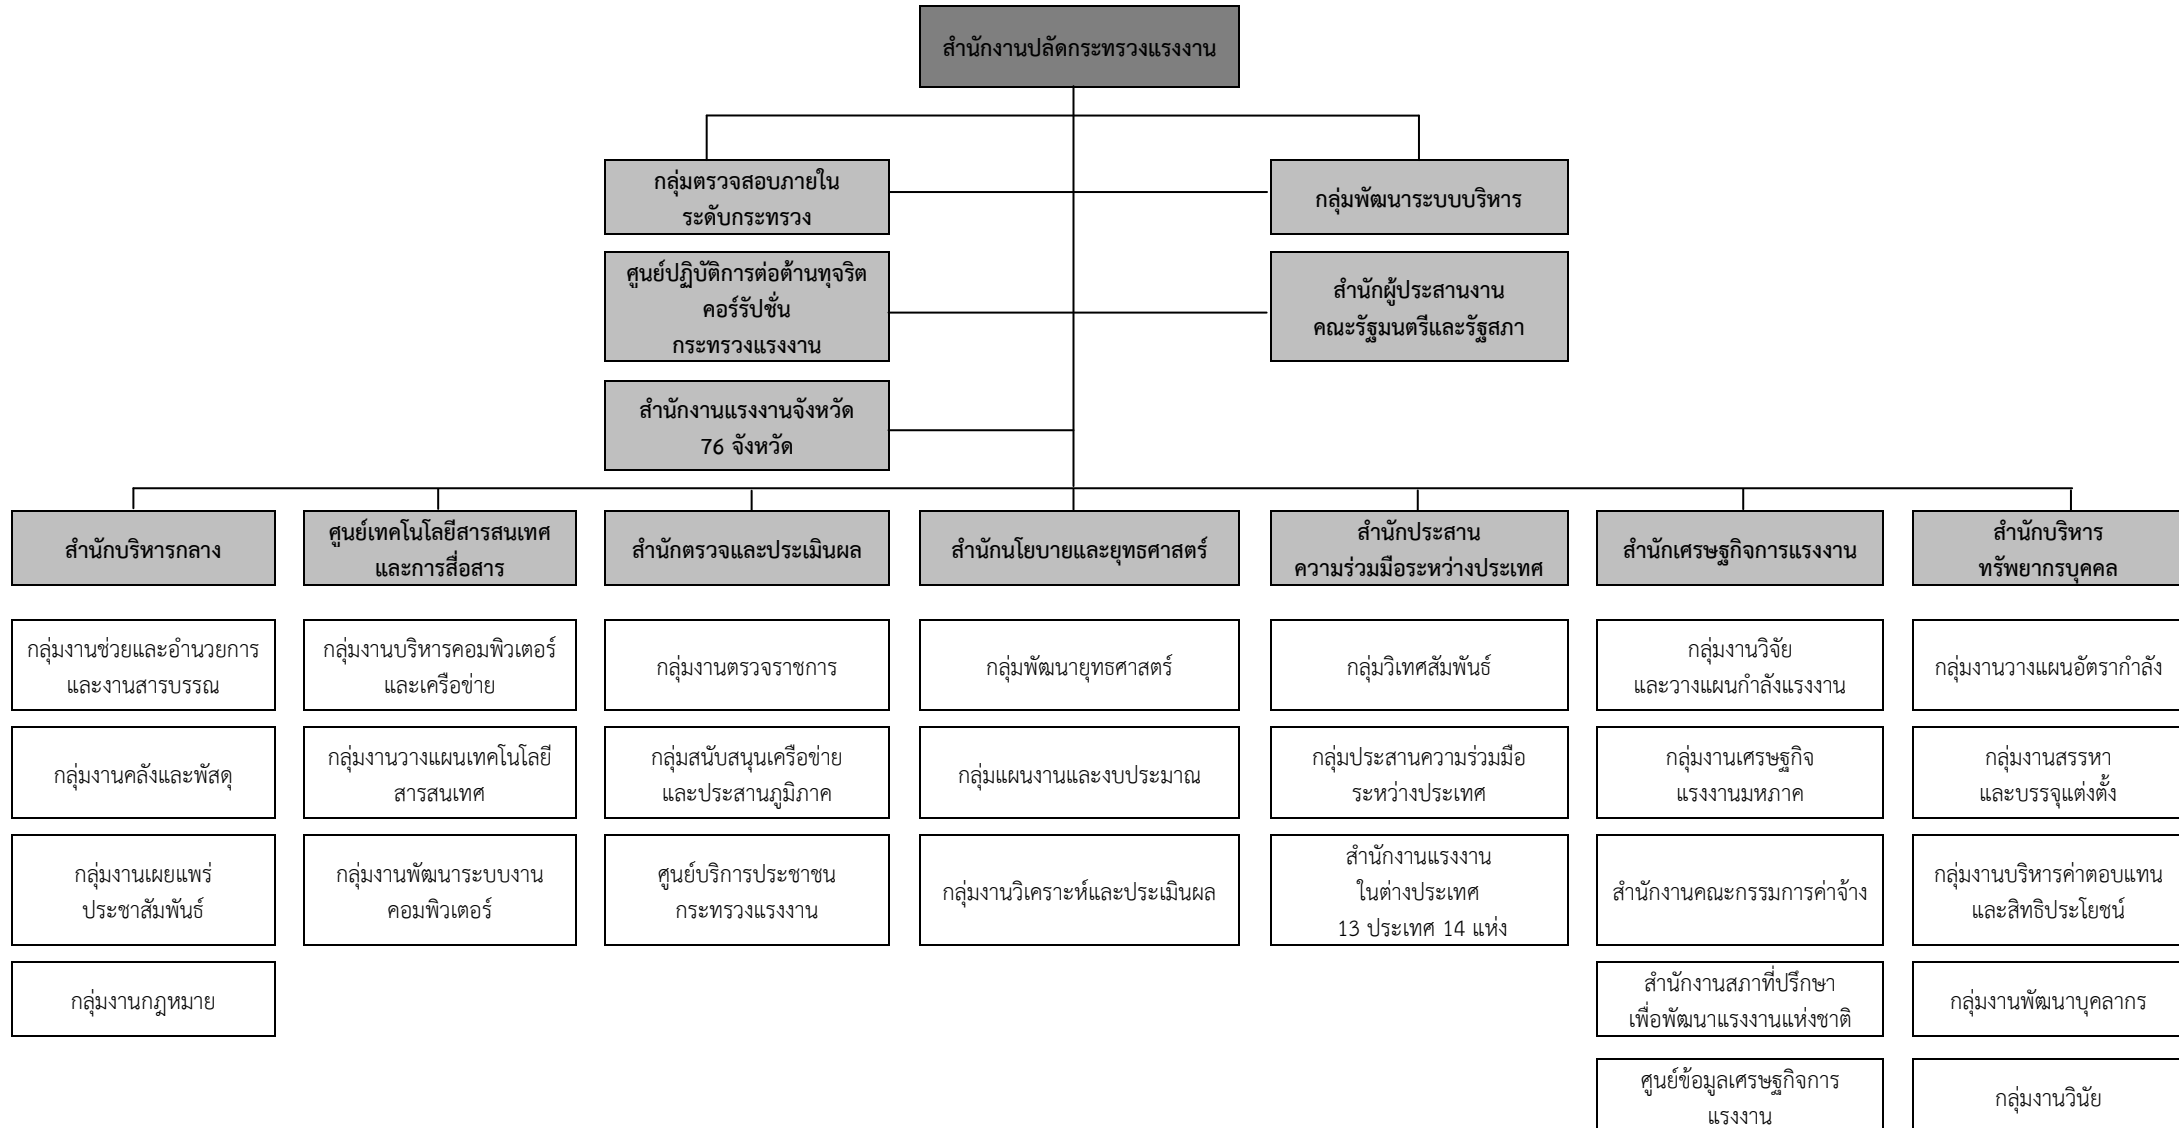 สำนักงานปลัดกระทรวงแรงงาน
กลุ่มตรวจสอบภายใน
ระดับกระทรวง
กลุ่มพัฒนาระบบบริหาร
ศูนย์ปฏิบัติการต่อต้านทุจริต
คอร์รัปชั่น
กระทรวงแรงงาน
สำนักผู้ประสานงาน
คณะรัฐมนตรีและรัฐสภา
สำนักงานแรงงานจังหวัด
76 จังหวัด
สำนักบริหารกลาง
ศูนย์เทคโนโลยีสารสนเทศ
และการสื่อสาร
สำนักตรวจและประเมินผล
สำนักนโยบายและยุทธศาสตร์
สำนักประสาน
ความร่วมมือระหว่างประเทศ
สำนักเศรษฐกิจการแรงงาน
สำนักบริหาร
ทรัพยากรบุคคล
กลุ่มงานช่วยและอำนวยการ
และงานสารบรรณ
กลุ่มงานบริหารคอมพิวเตอร์
และเครือข่าย
กลุ่มงานตรวจราชการ
กลุ่มพัฒนายุทธศาสตร์
กลุ่มวิเทศสัมพันธ์
กลุ่มงานวิจัย
และวางแผนกำลังแรงงาน
กลุ่มงานวางแผนอัตรากำลัง
กลุ่มงานคลังและพัสดุ
กลุ่มงานวางแผนเทคโนโลยี
สารสนเทศ
กลุ่มสนับสนุนเครือข่าย
และประสานภูมิภาค
กลุ่มแผนงานและงบประมาณ
กลุ่มประสานความร่วมมือ
ระหว่างประเทศ
กลุ่มงานเศรษฐกิจ
แรงงานมหภาค
กลุ่มงานสรรหา
และบรรจุแต่งตั้ง
กลุ่มงานเผยแพร่
ประชาสัมพันธ์
กลุ่มงานพัฒนาระบบงาน
คอมพิวเตอร์
ศูนย์บริการประชาชน
กระทรวงแรงงาน
กลุ่มงานวิเคราะห์และประเมินผล
สำนักงานแรงงาน
ในต่างประเทศ
13 ประเทศ 14 แห่ง
สำนักงานคณะกรรมการค่าจ้าง
กลุ่มงานบริหารค่าตอบแทน
และสิทธิประโยชน์
กลุ่มงานกฎหมาย
สำนักงานสภาที่ปรึกษา
เพื่อพัฒนาแรงงานแห่งชาติ
กลุ่มงานพัฒนาบุคลากร
ศูนย์ข้อมูลเศรษฐกิจการ
แรงงาน
กลุ่มงานวินัย